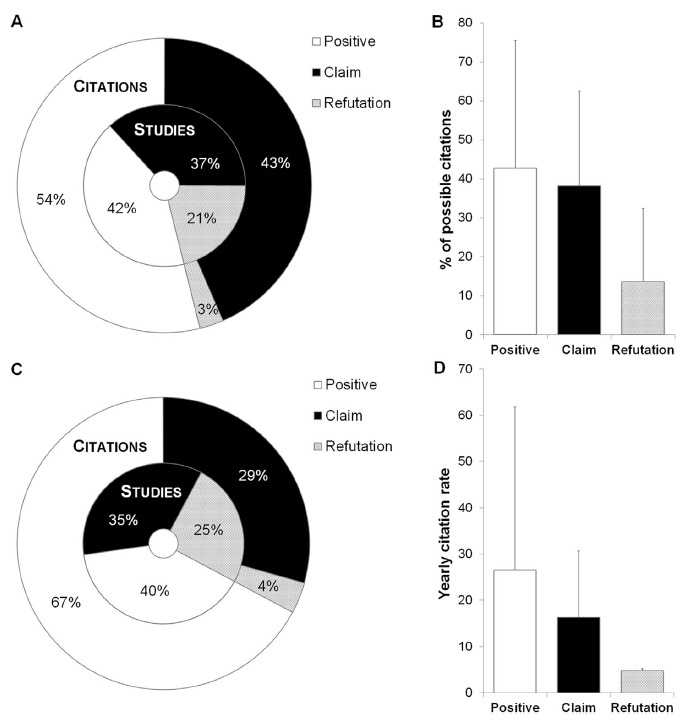 A
CITATIONS
STUDIES
37%
43%
54%
42%
21%
3%
Positive
Claim
Refutation
B
% of possible citations
80
70
60
50
40
30
20
10
0
Positive Claim Refutation
C
CITATIONS
STUDIES
29%
35%
25%
4%
67%
40%
Positive
Claim
Refutation
D
Yearly citation rate
70
60
50
40
30
20
10
0
Positive Claim Refutation